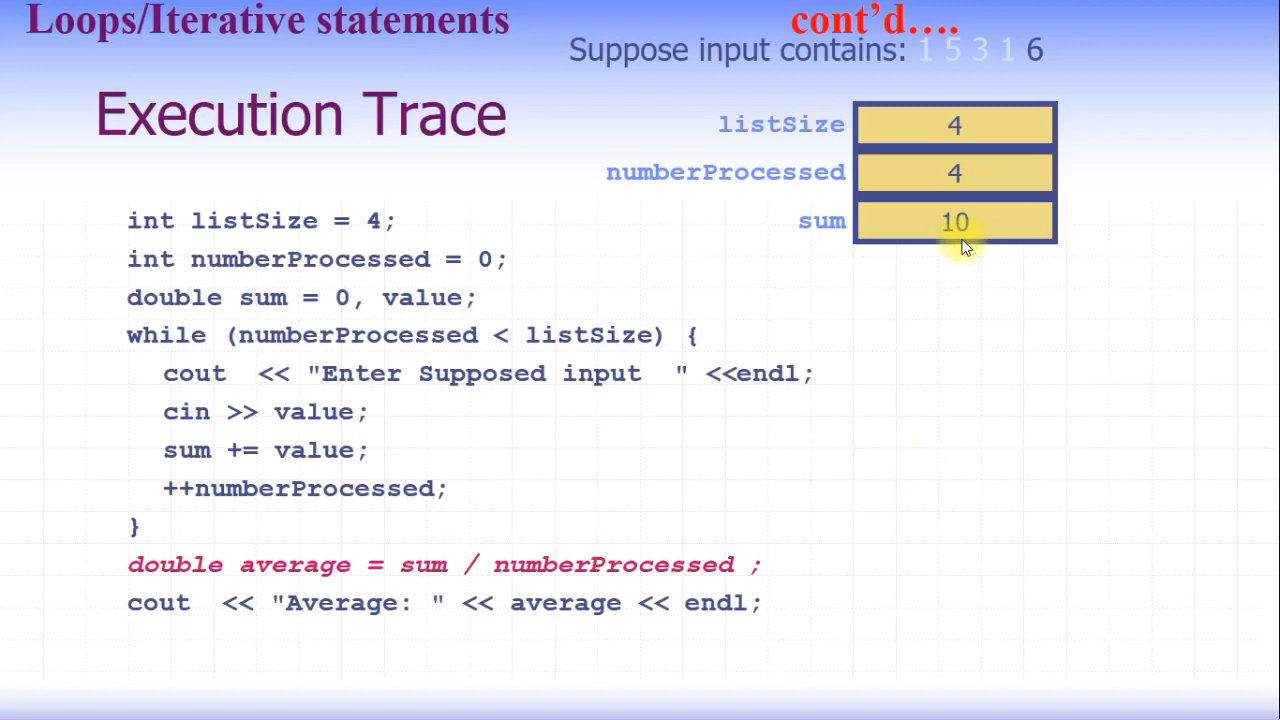 Loops/Iterative statements cont’d….
Suppose input contains: 1 5 3 1 6
Execution Trace
listSize 4
numberProcessed 4
sum 10
int listSize = 4;
int numberProcessed = 0;
double sum = 0, value;
while (numberProcessed < listSize) {
cout << "Enter Supposed input " <<endl;
cin >> value;
sum += value;
++numberProcessed;
}
double average = sum / numberProcessed ;
cout << "Average: " << average << endl;